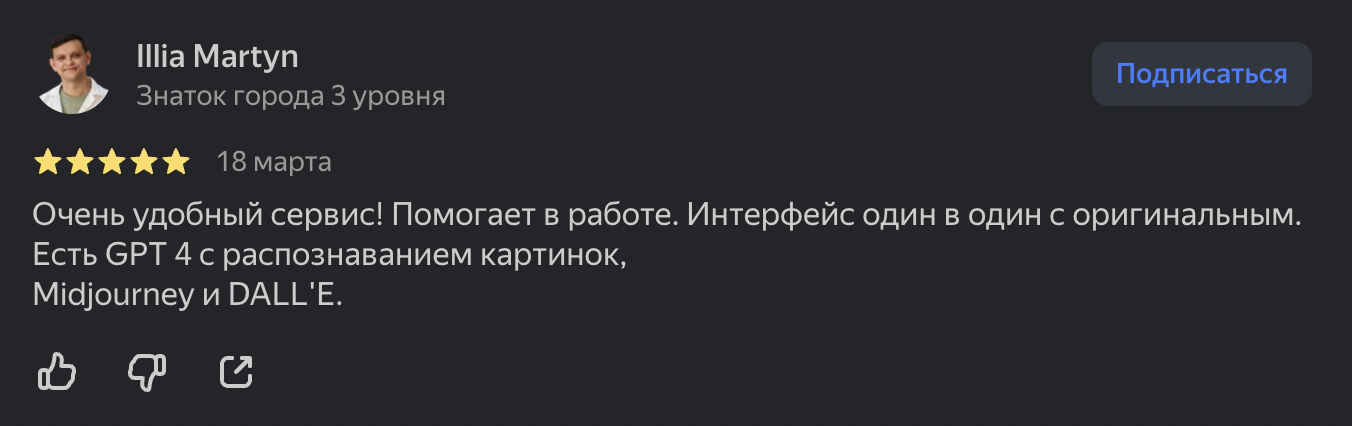 Illia Martyn
Знаток города 3 уровня
Подписаться
18 марта
Очень удобный сервис! Помогает в работе. Интерфейс один в один с оригинальным.
Есть GPT 4 с распознаванием картинок,
Midjourney и DALL'E.